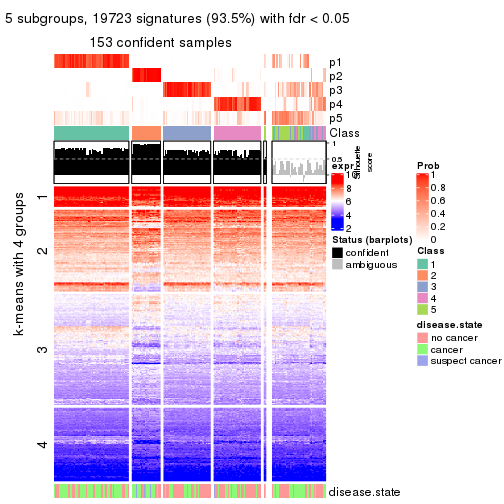 5 subgroups, 19723 signatures (93.5%) with fdr < 0.05
153 confident samples
p1
p2
p3
p4
p5
Class
1
0.5
0
Silhouette
score
expr
10
8
6
4
2
Status (barplots)
confident
ambiguous
Prob
1
0.8
0.6
0.4
0.2
0
Class
1
2
3
4
5
disease.state
no cancer
cancer
suspect cancer
k-means with 4 groups
1
2
3
4
disease.state